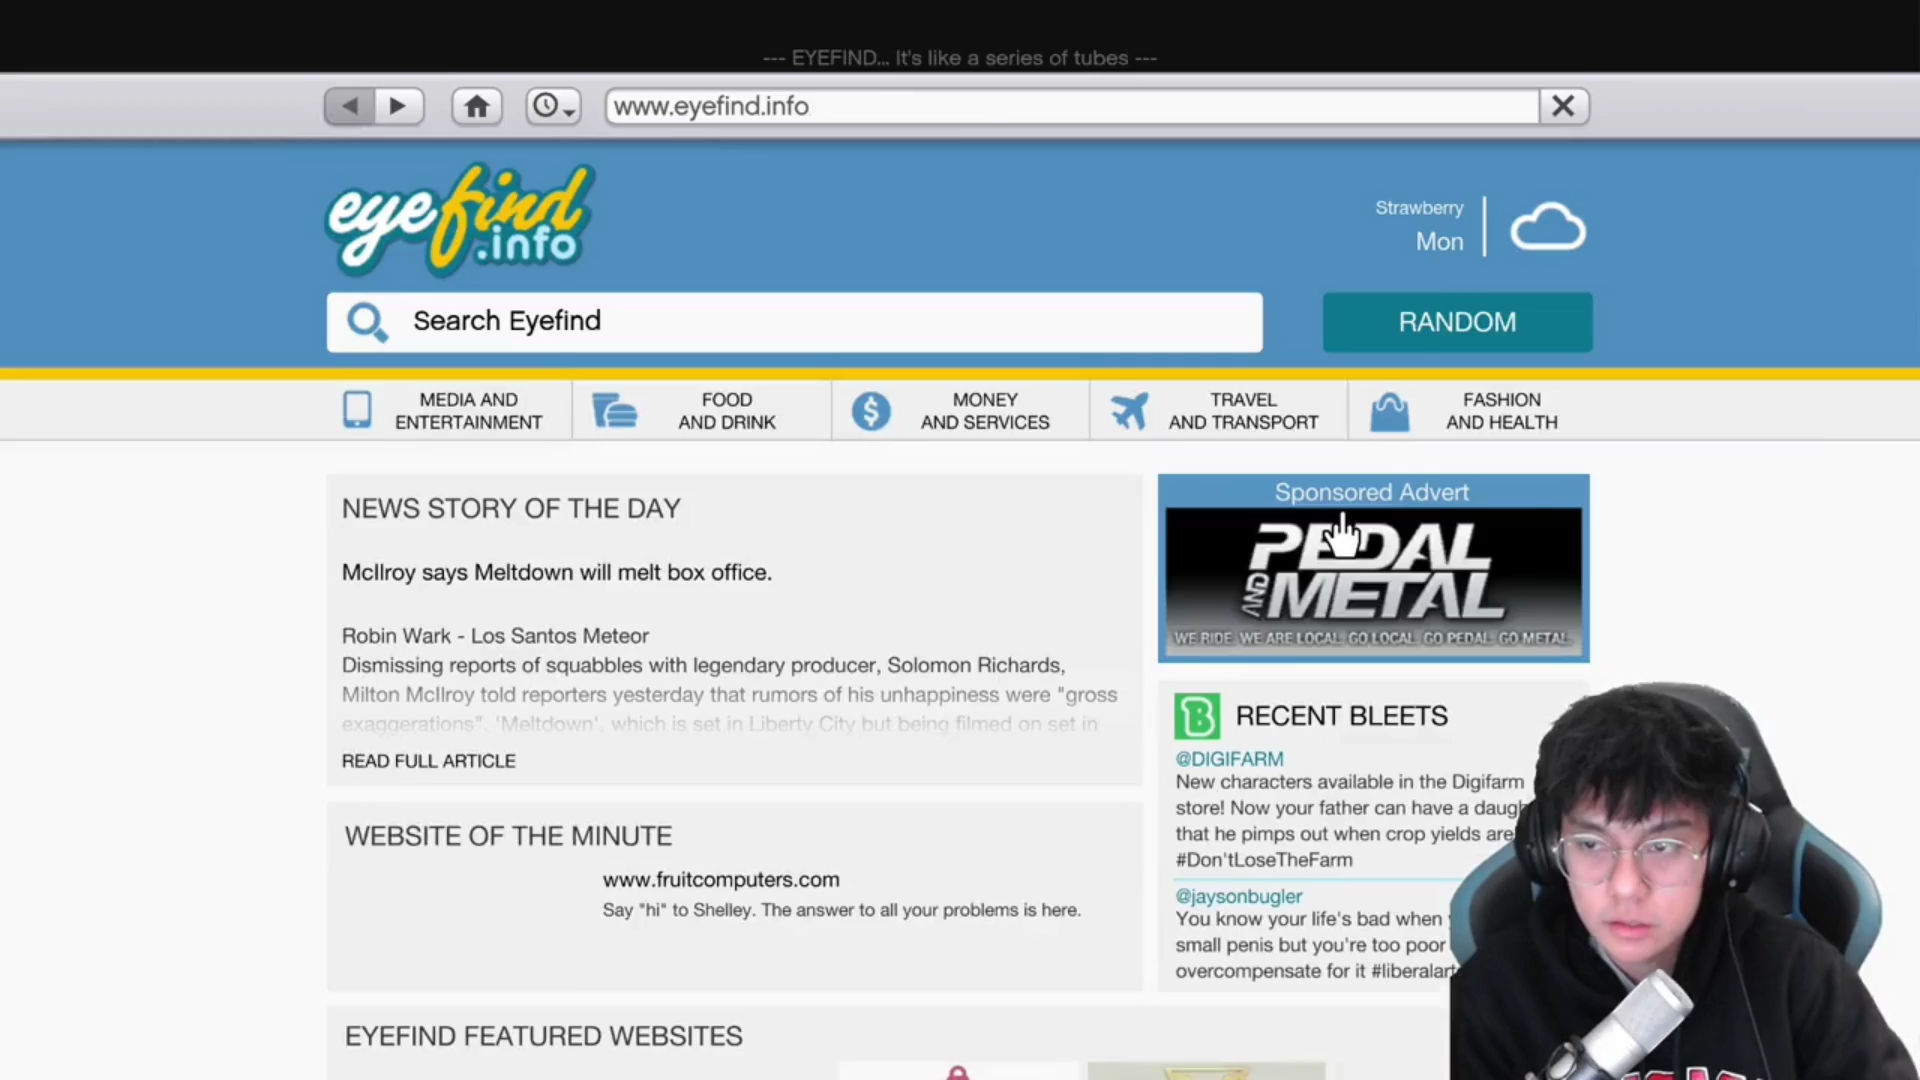 --- EYEFIND... It's like a series of tubes ---
www.eyefind.info
eyefind
.info
Strawberry
Mon
Search Eyefind
RANDOM
MEDIA AND
ENTERTAINMENT
FOOD
AND DRINK
MONEY
AND SERVICES
TRAVEL
AND TRANSPORT
FASHION
AND HEALTH
NEWS STORY OF THE DAY
McIlroy says Meltdown will melt box office.
Robin Wark - Los Santos Meteor
Dismissing reports of squabbles with legendary producer, Solomon Richards,
Milton McIlroy told reporters yesterday that rumors of his unhappiness were "gross
exaggerations". 'Meltdown', which is set in Liberty City but being filmed on set in
READ FULL ARTICLE
Sponsored Advert
PEDAL
AND METAL
WE RIDE. WE ARE LOCAL. GO LOCAL. GO PEDAL. GO METAL.
RECENT BLEETS
@DIGIFARM
New characters available in the Digifarm
store! Now your father can have a daugh
that he pimps out when crop yields are
#Don'tLoseTheFarm
@jaysonbugler
You know your life's bad when
small penis but you're too poor
overcompensate for it #liberalart
WEBSITE OF THE MINUTE
www.fruitcomputers.com
Say "hi" to Shelley. The answer to all your problems is here.
EYEFIND FEATURED WEBSITES